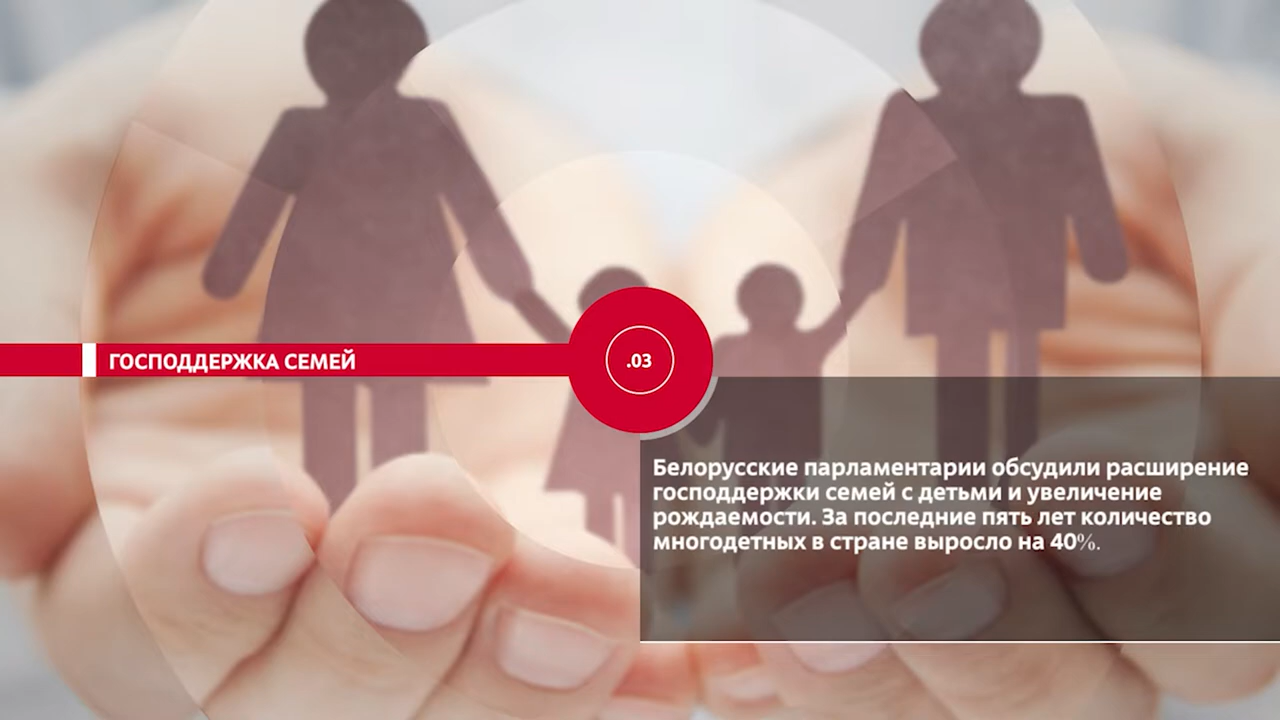 ГОСПОДДЕРЖКА СЕМЕЙ
.03
Белорусские парламентарии обсудили расширение
господдержки семей с детьми и увеличение
рождаемости. За последние пять лет количество
многодетных в стране выросло на 40%.